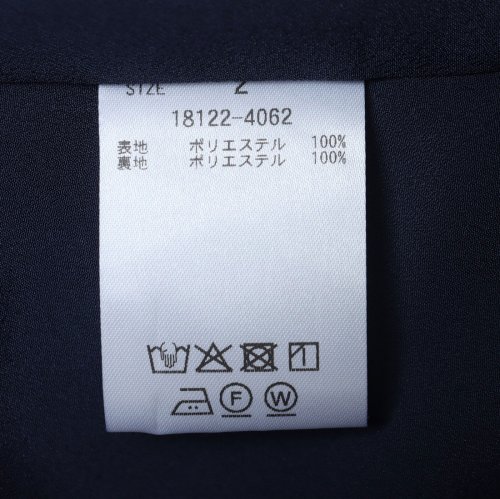 SIZE 2
18122-4062
表地 ポリエステル 100%
裏地 ポリエステル 100%
F W